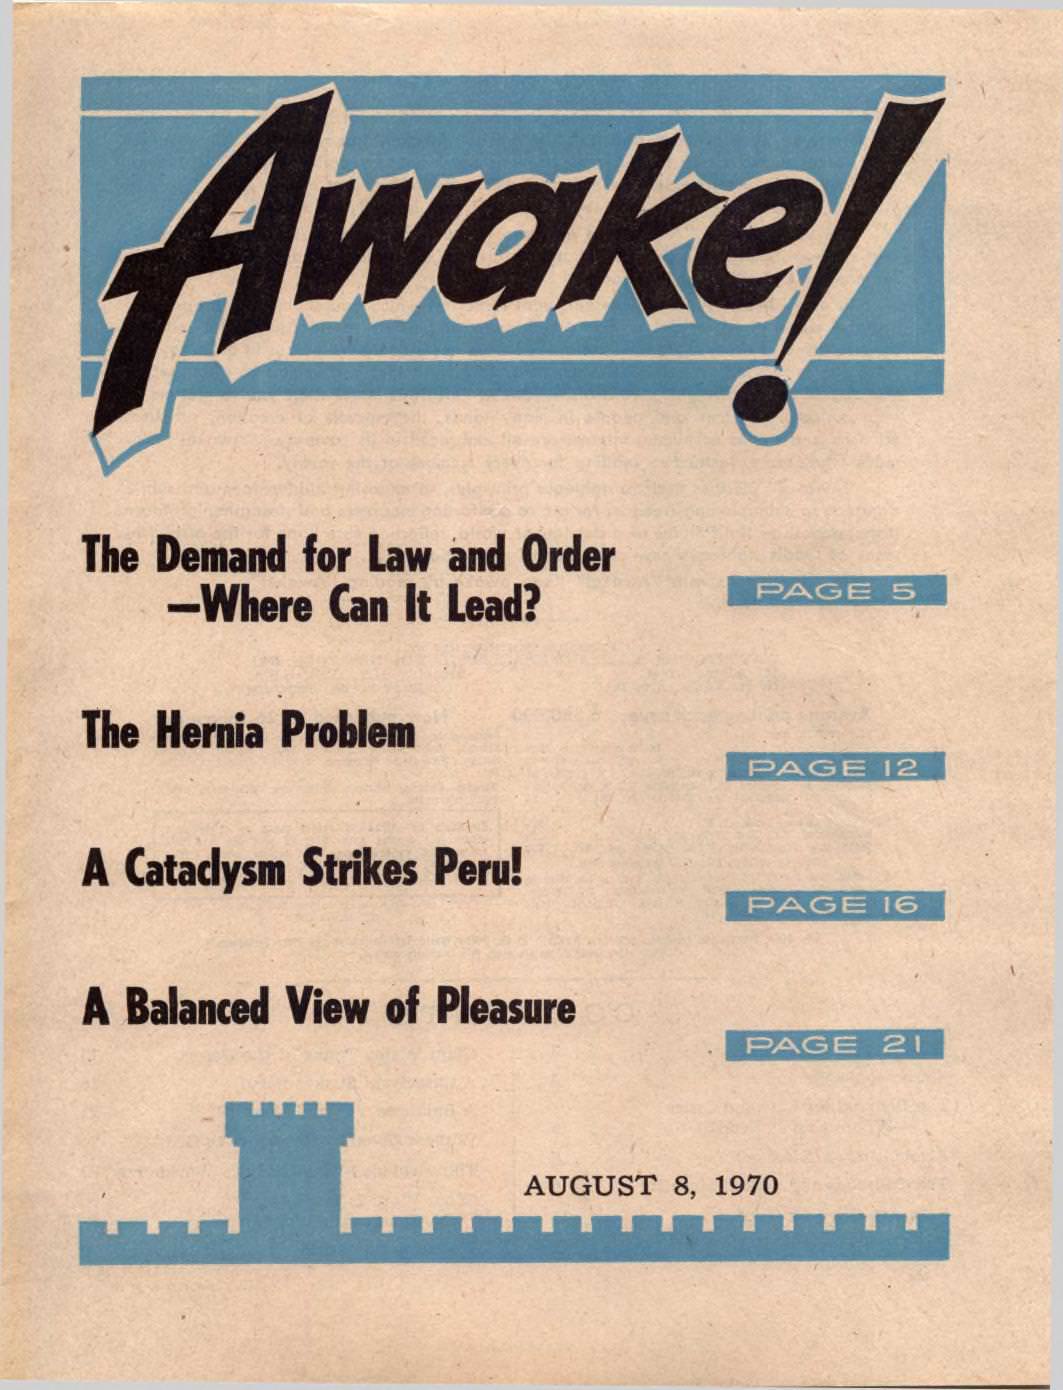 Awake!
The Demand for Law and Order
—Where Can It Lead?
PAGE 5
The Hernia Problem
PAGE 12
A Cataclysm Strikes Peru!
PAGE 16
A Balanced View of Pleasure
PAGE 21
AUGUST 8, 1970